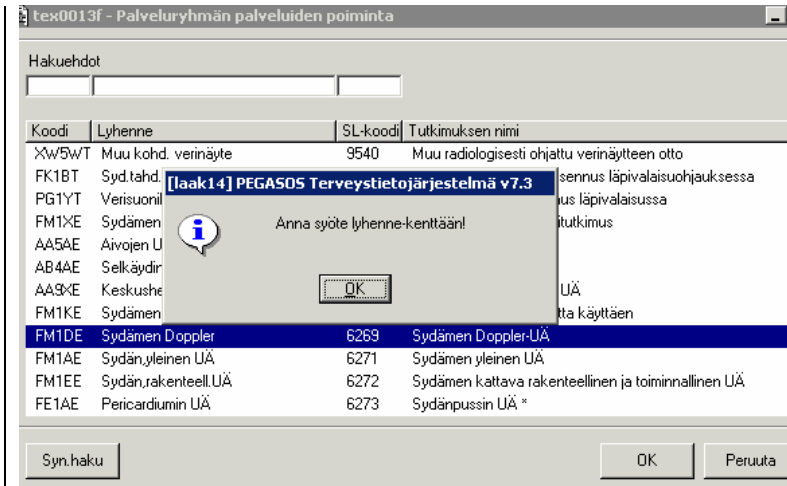 tex0013f - Palveluryhmän palveluiden poiminta
Hakuehdot
Koodi Lyhenne SL-koodi Tutkimuksen nimi
XW5WT Muu kohd. verinäyte 9540 Muu radiologisesti ohjattu verinäytteen otto
FK1BT Syd.tahd. sennus läpivalaisuohjauksessa
[laak14] PEGASOS Terveystietojärjestelmä v7.3
PG1YT Verisuonil us läpivalaisussa
FM1XE Sydämen itutkimus
Anna syöte lyhenne-kenttään!
AA5AE Aivojen U
AB4AE Selkäydir
AA9XE Keskushe UÄ
OK
FM1KE Sydämen tta käyttäen
FM1DE Sydämen Doppler 6269 Sydämen Doppler-UÄ
FM1AE Sydän,yleinen UÄ 6271 Sydämen yleinen UÄ
FM1EE Sydän,rakenteell.UÄ 6272 Sydämen kattava rakenteellinen ja toiminnallinen UÄ
FE1AE Pericardiumin UÄ 6273 Sydänpussin UÄ *
Syn.haku OK Peruuta